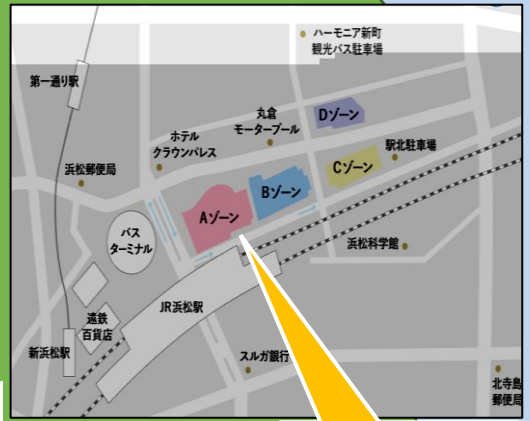 ハーモニア新町
観光バス駐車場
第一通り駅
丸倉
モータープール
Dゾーン
ホテル
クラウンパレス
駅北駐車場
Cゾーン
浜松郵便局
Bゾーン
Aゾーン
バス
ターミナル
浜松科学館
JR浜松駅
遠鉄
百貨店
新浜松駅
スルガ銀行
北寺島
郵便局